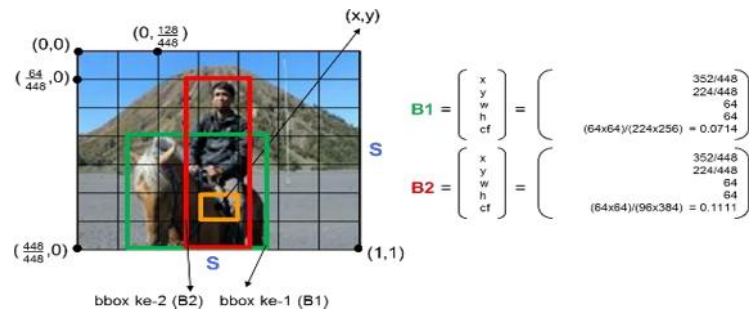 (x,y)
(0,0)
(0, 128/448)
(64/448,0)
S
(448/448,0)
S
(1,1)
bbox ke-2 (B2)
bbox ke-1 (B1)
B1 = ( x y w h cf ) = (
352/448
224/448
64
64
(64x64)/(224x256) = 0.0714
B2 = ( x y w h cf ) = (
352/448
224/448
64
64
(64x64)/(96x384) = 0.1111